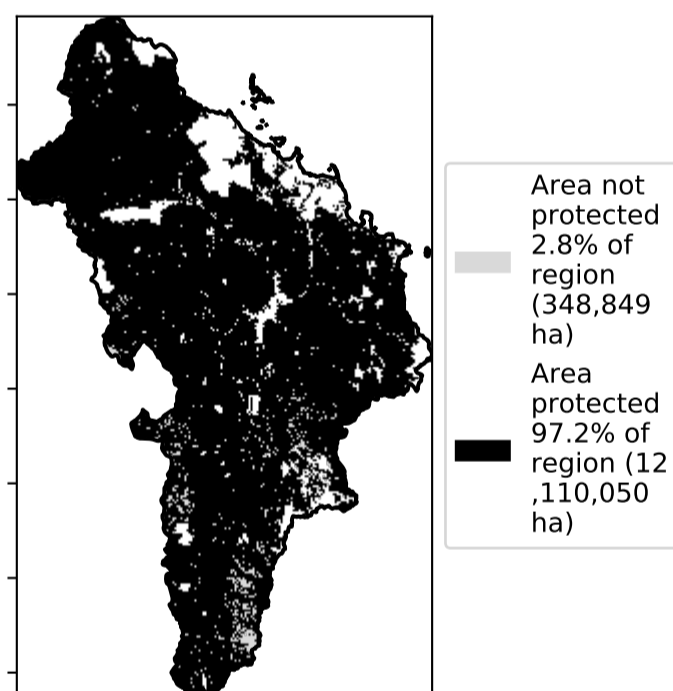 Area not
protected
2.8% of
region
(348,849
ha)
Area
protected
97.2% of
region (12
,110,050
ha)